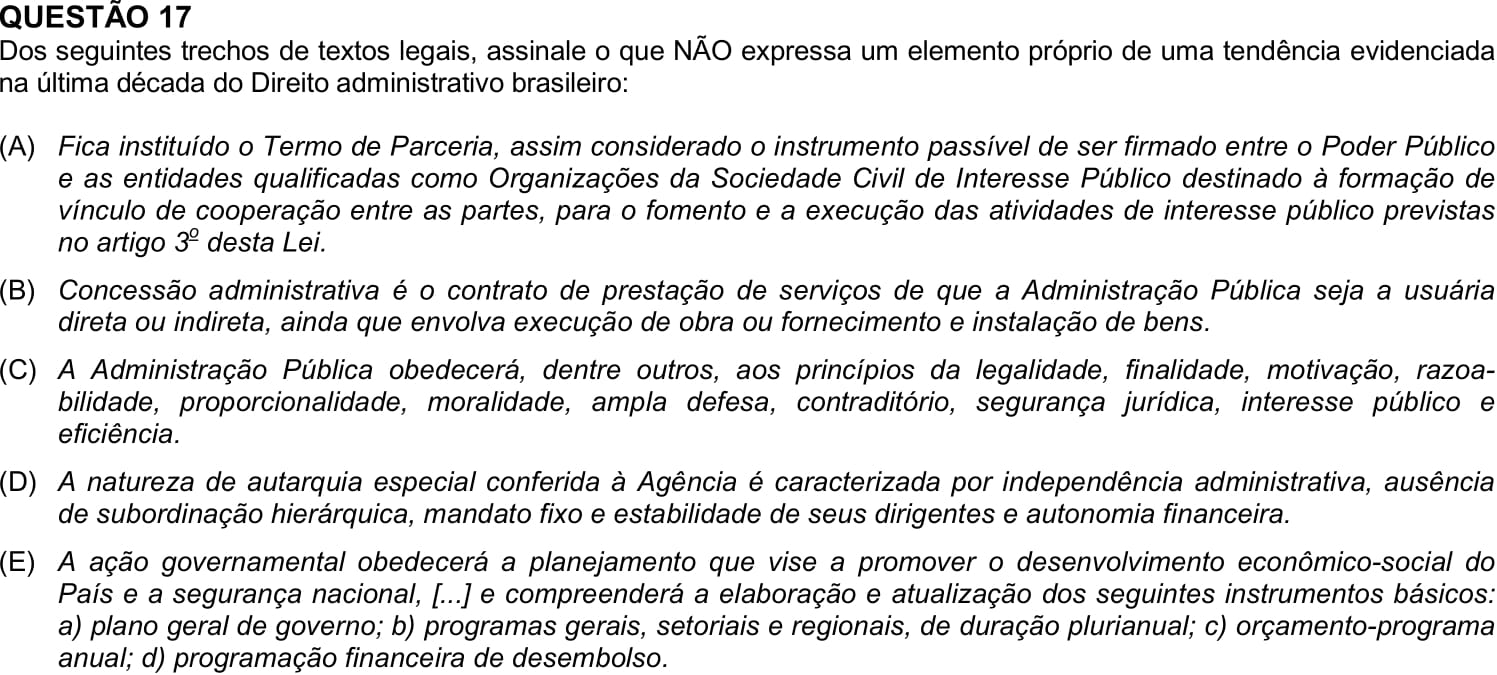 QUESTÃO 17
Dos seguintes trechos de textos legais, assinale o que NÃO expressa um elemento próprio de uma tendência evidenciada
na última década do Direito administrativo brasileiro:
(A) Fica instituído o Termo de Parceria, assim considerado o instrumento passível de ser firmado entre o Poder Público
e as entidades qualificadas como Organizações da Sociedade Civil de Interesse Público destinado à formação de
vínculo de cooperação entre as partes, para o fomento e a execução das atividades de interesse público previstas
no artigo 3º desta Lei.
(B) Concessão administrativa é o contrato de prestação de serviços de que a Administração Pública seja a usuária
direta ou indireta, ainda que envolva execução de obra ou fornecimento e instalação de bens.
(C) A Administração Pública obedecerá, dentre outros, aos princípios da legalidade, finalidade, motivação, razoa-
bilidade, proporcionalidade, moralidade, ampla defesa, contraditório, segurança jurídica, interesse público e
eficiência.
(D) A natureza de autarquia especial conferida à Agência é caracterizada por independência administrativa, ausência
de subordinação hierárquica, mandato fixo e estabilidade de seus dirigentes e autonomia financeira.
(E) A ação governamental obedecerá a planejamento que vise a promover o desenvolvimento econômico-social do
País e a segurança nacional, [...] e compreenderá a elaboração e atualização dos seguintes instrumentos básicos:
a) plano geral de governo; b) programas gerais, setoriais e regionais, de duração plurianual; c) orçamento-programa
anual; d) programação financeira de desembolso.